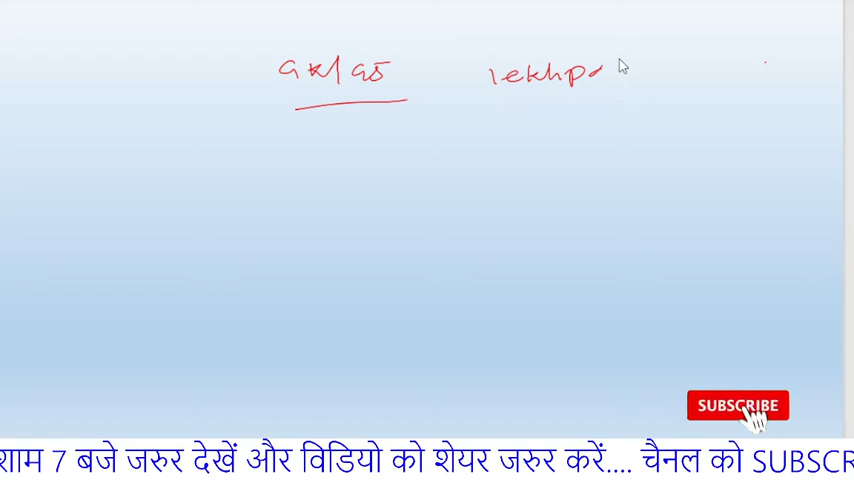 lekhpa
SUBSCRIBE
शाम 7 बजे जरुर देखें और विडियो को शेयर जरुर करें.... चैनल को SUBSCR